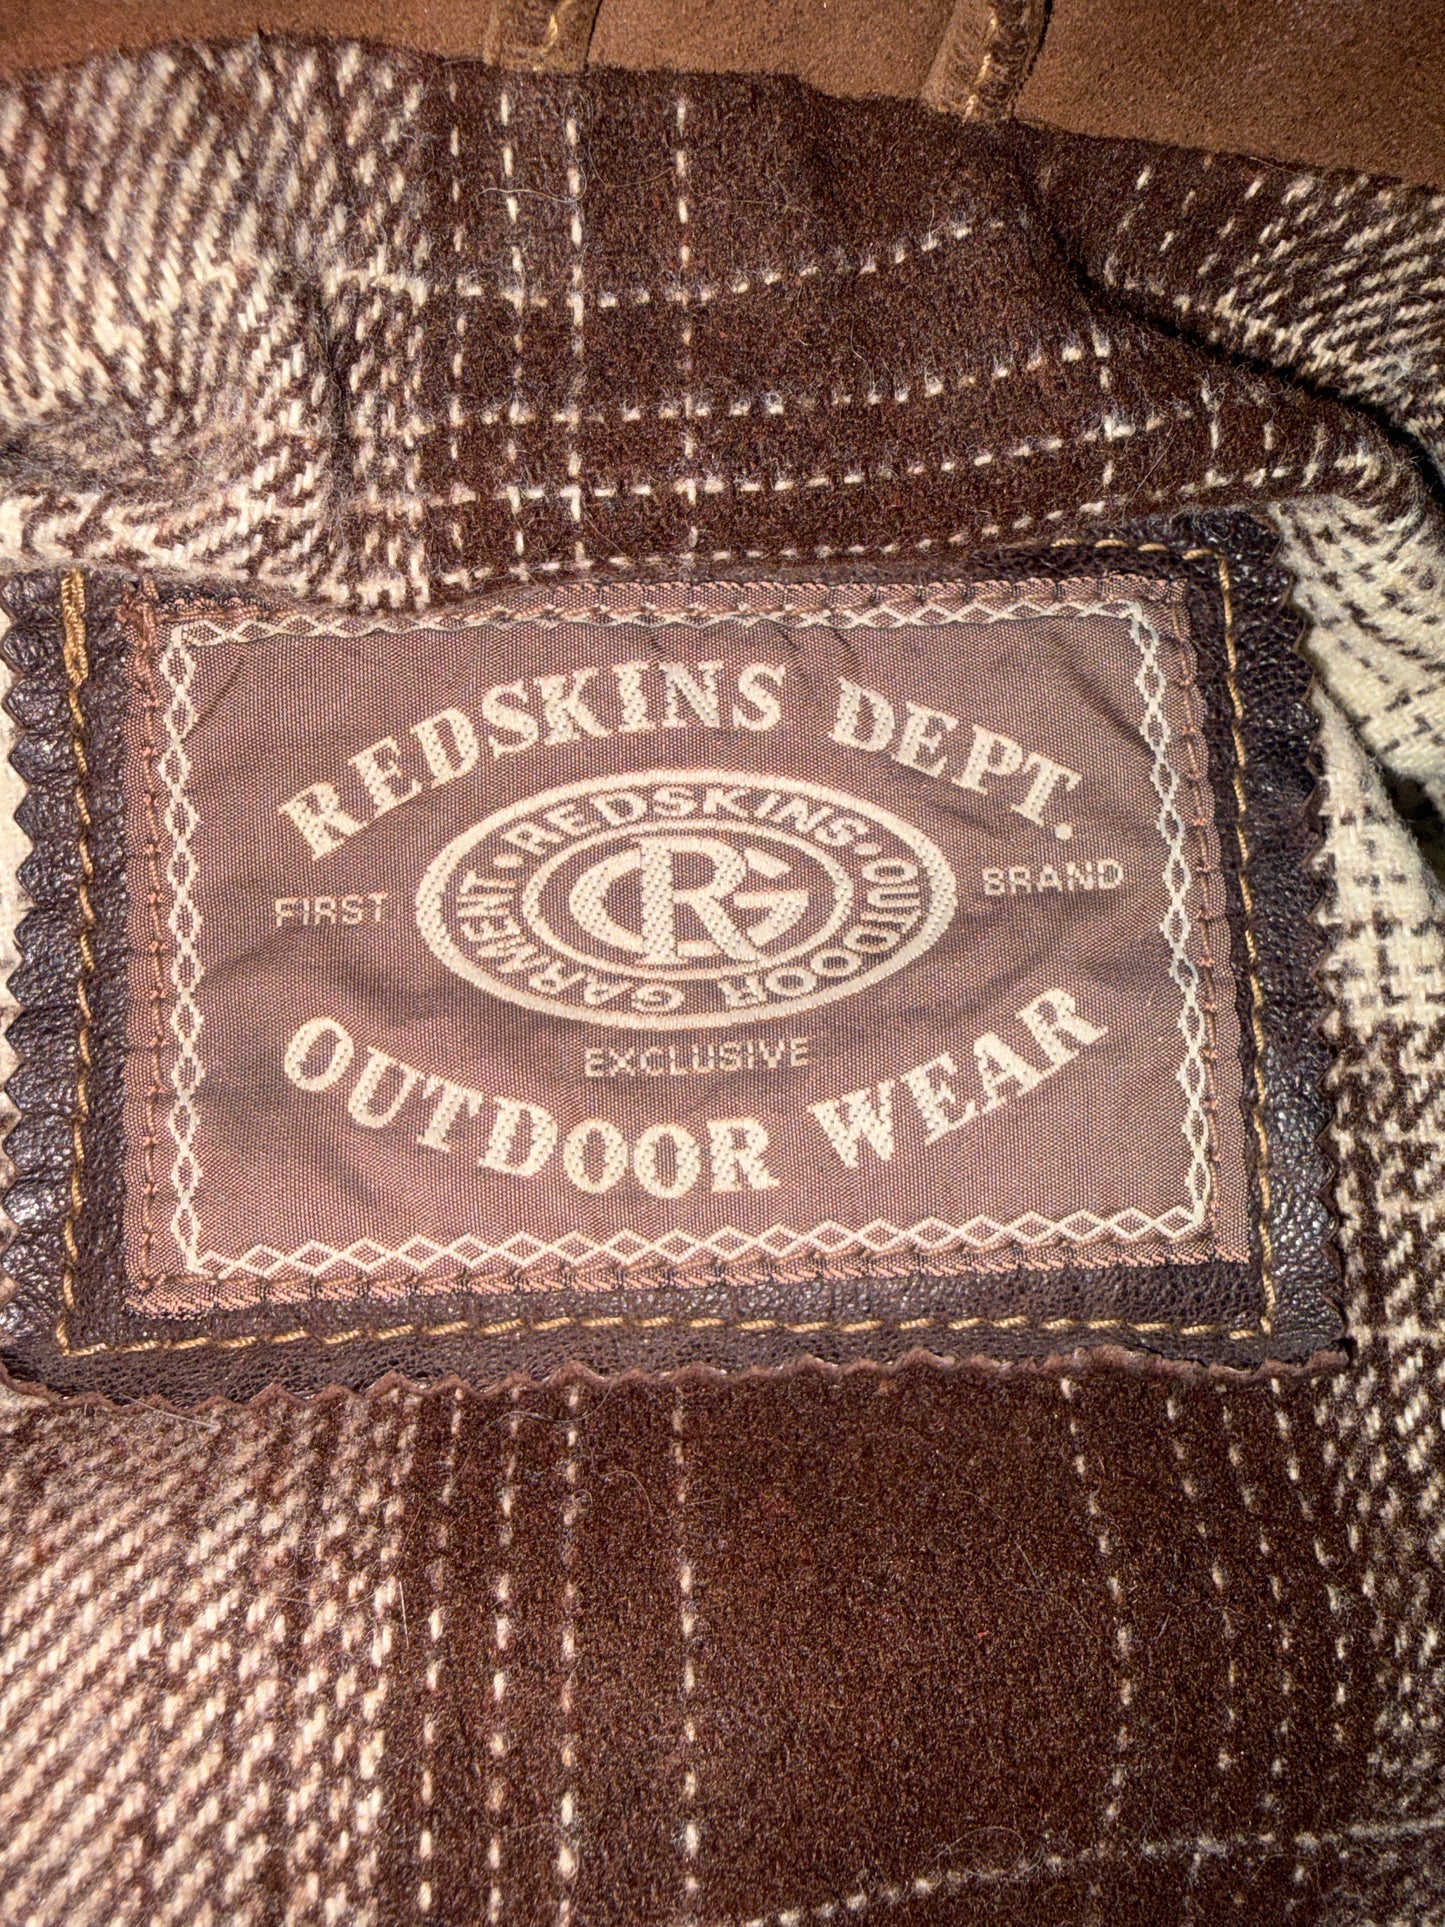 REDSKINS DEPT.
REDSKINS • OUTDOOR GARMENT •
RG
FIRST
BRAND
EXCLUSIVE
OUTDOOR WEAR